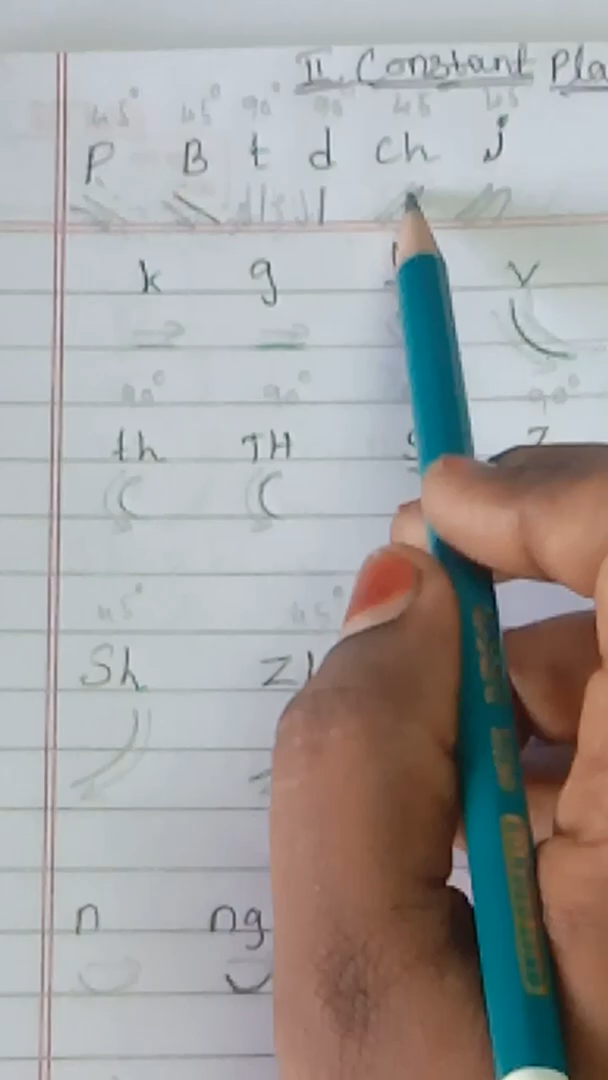 II. Constant Pla
45° 45° 90° 90° 45 45
P B t d ch j
k g V
90° 90° 90°
th TH
45° 45°
Sh
n ng